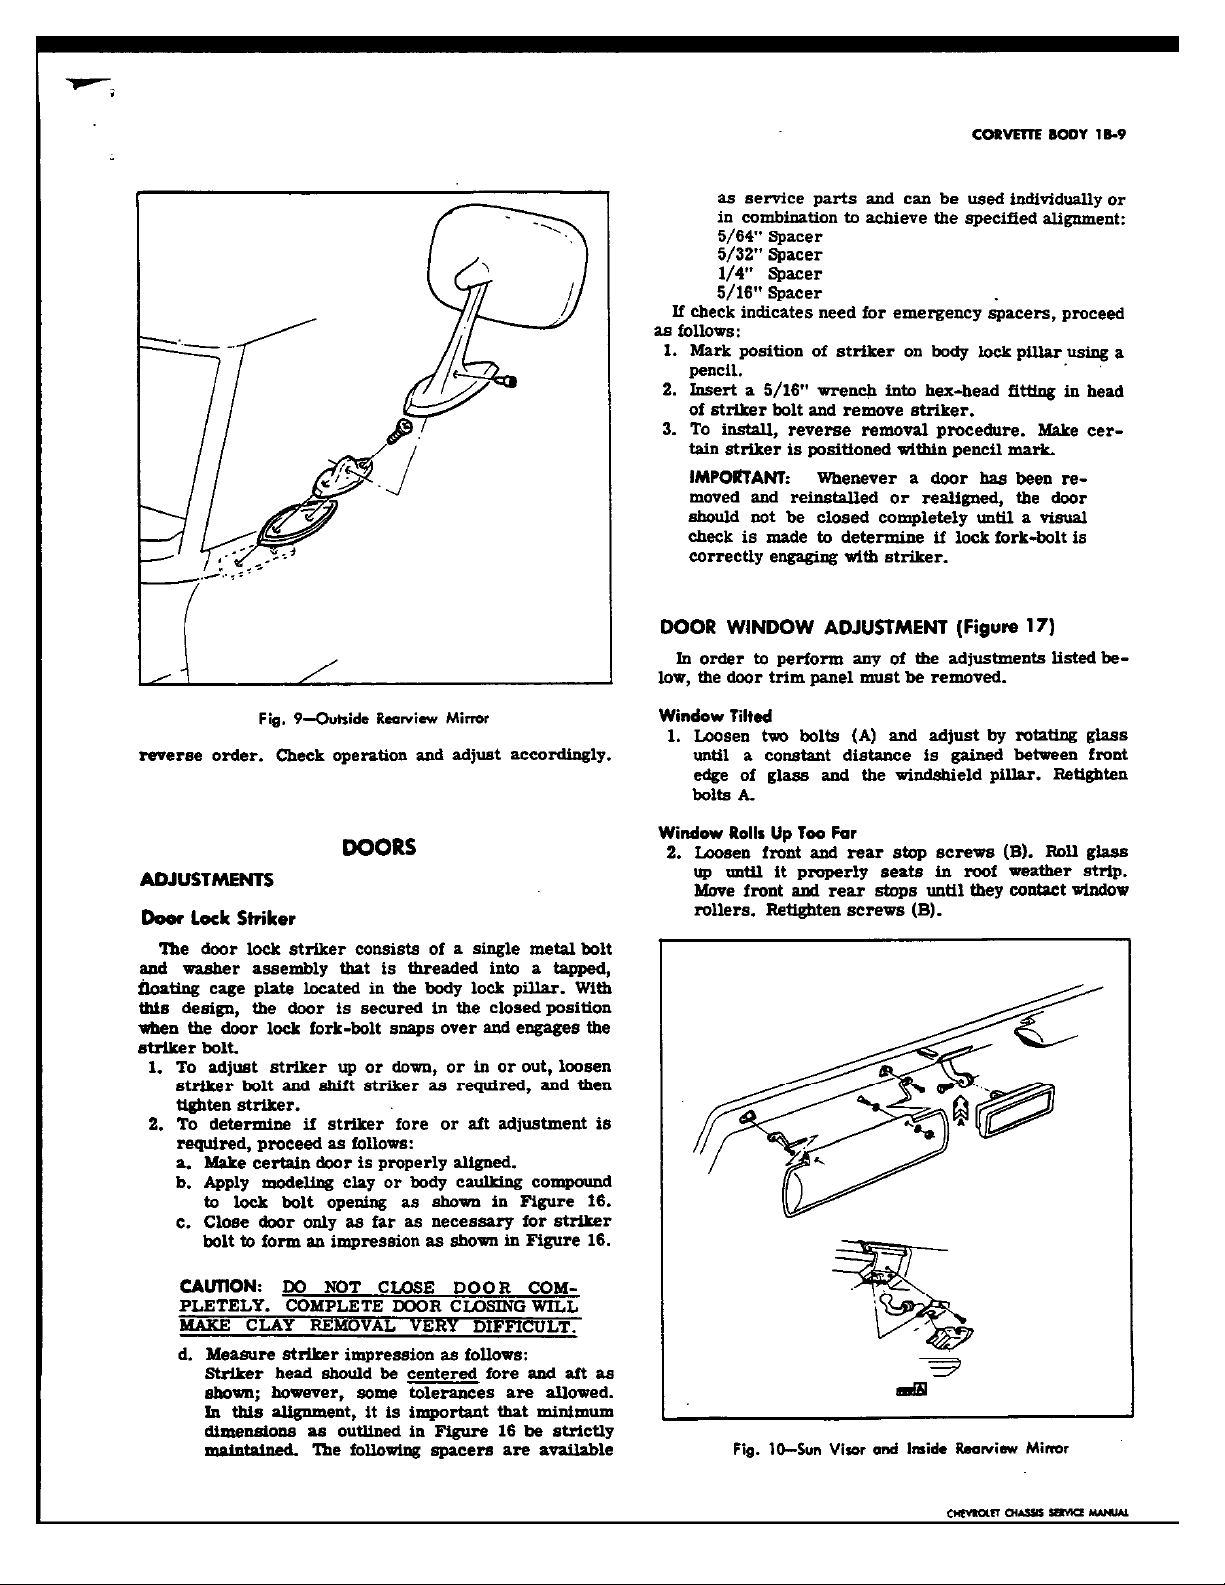 CORVETTE BODY 1B-9
Fig. 9—Outside Rearview Mirror
reverse order. Check operation and adjust accordingly.
DOORS
ADJUSTMENTS
Door Lock Striker
The door lock striker consists of a single metal bolt
and washer assembly that is threaded into a tapped,
floating cage plate located in the body lock pillar. With
this design, the door is secured in the closed position
when the door lock fork-bolt snaps over and engages the
striker bolt.
1. To adjust striker up or down, or in or out, loosen
striker bolt and shift striker as required, and then
tighten striker.
2. To determine if striker fore or aft adjustment is
required, proceed as follows:
a. Make certain door is properly aligned.
b. Apply modeling clay or body caulking compound
to lock bolt opening as shown in Figure 16.
c. Close door only as far as necessary for striker
bolt to form an impression as shown in Figure 16.
CAUTION: DO NOT CLOSE DOOR COM-
PLETELY. COMPLETE DOOR CLOSING WILL
MAKE CLAY REMOVAL VERY DIFFICULT.
d. Measure striker impression as follows:
Striker head should be centered fore and aft as
shown; however, some tolerances are allowed.
In this alignment, it is important that minimum
dimensions as outlined in Figure 16 be strictly
maintained. The following spacers are available
as service parts and can be used individually or
in combination to achieve the specified alignment:
5/64" Spacer
5/32" Spacer
1/4" Spacer
5/16" Spacer
If check indicates need for emergency spacers, proceed
as follows:
1. Mark position of striker on body lock pillar using a
pencil.
2. Insert a 5/16" wrench into hex-head fitting in head
of striker bolt and remove striker.
3. To install, reverse removal procedure. Make cer-
tain striker is positioned within pencil mark.
IMPORTANT: Whenever a door has been re-
moved and reinstalled or realigned, the door
should not be closed completely until a visual
check is made to determine if lock fork-bolt is
correctly engaging with striker.
DOOR WINDOW ADJUSTMENT (Figure 17)
In order to perform any of the adjustments listed be-
low, the door trim panel must be removed.
Window Tilted
1. Loosen two bolts (A) and adjust by rotating glass
until a constant distance is gained between front
edge of glass and the windshield pillar. Retighten
bolts A.
Window Rolls Up Too Far
2. Loosen front and rear stop screws (B). Roll glass
up until it properly seats in roof weather strip.
Move front and rear stops until they contact window
rollers. Retighten screws (B).
A
A
Fig. 10—Sun Visor and Inside Rearview Mirror
CHEVROLET CHASSIS SERVICE MANUAL